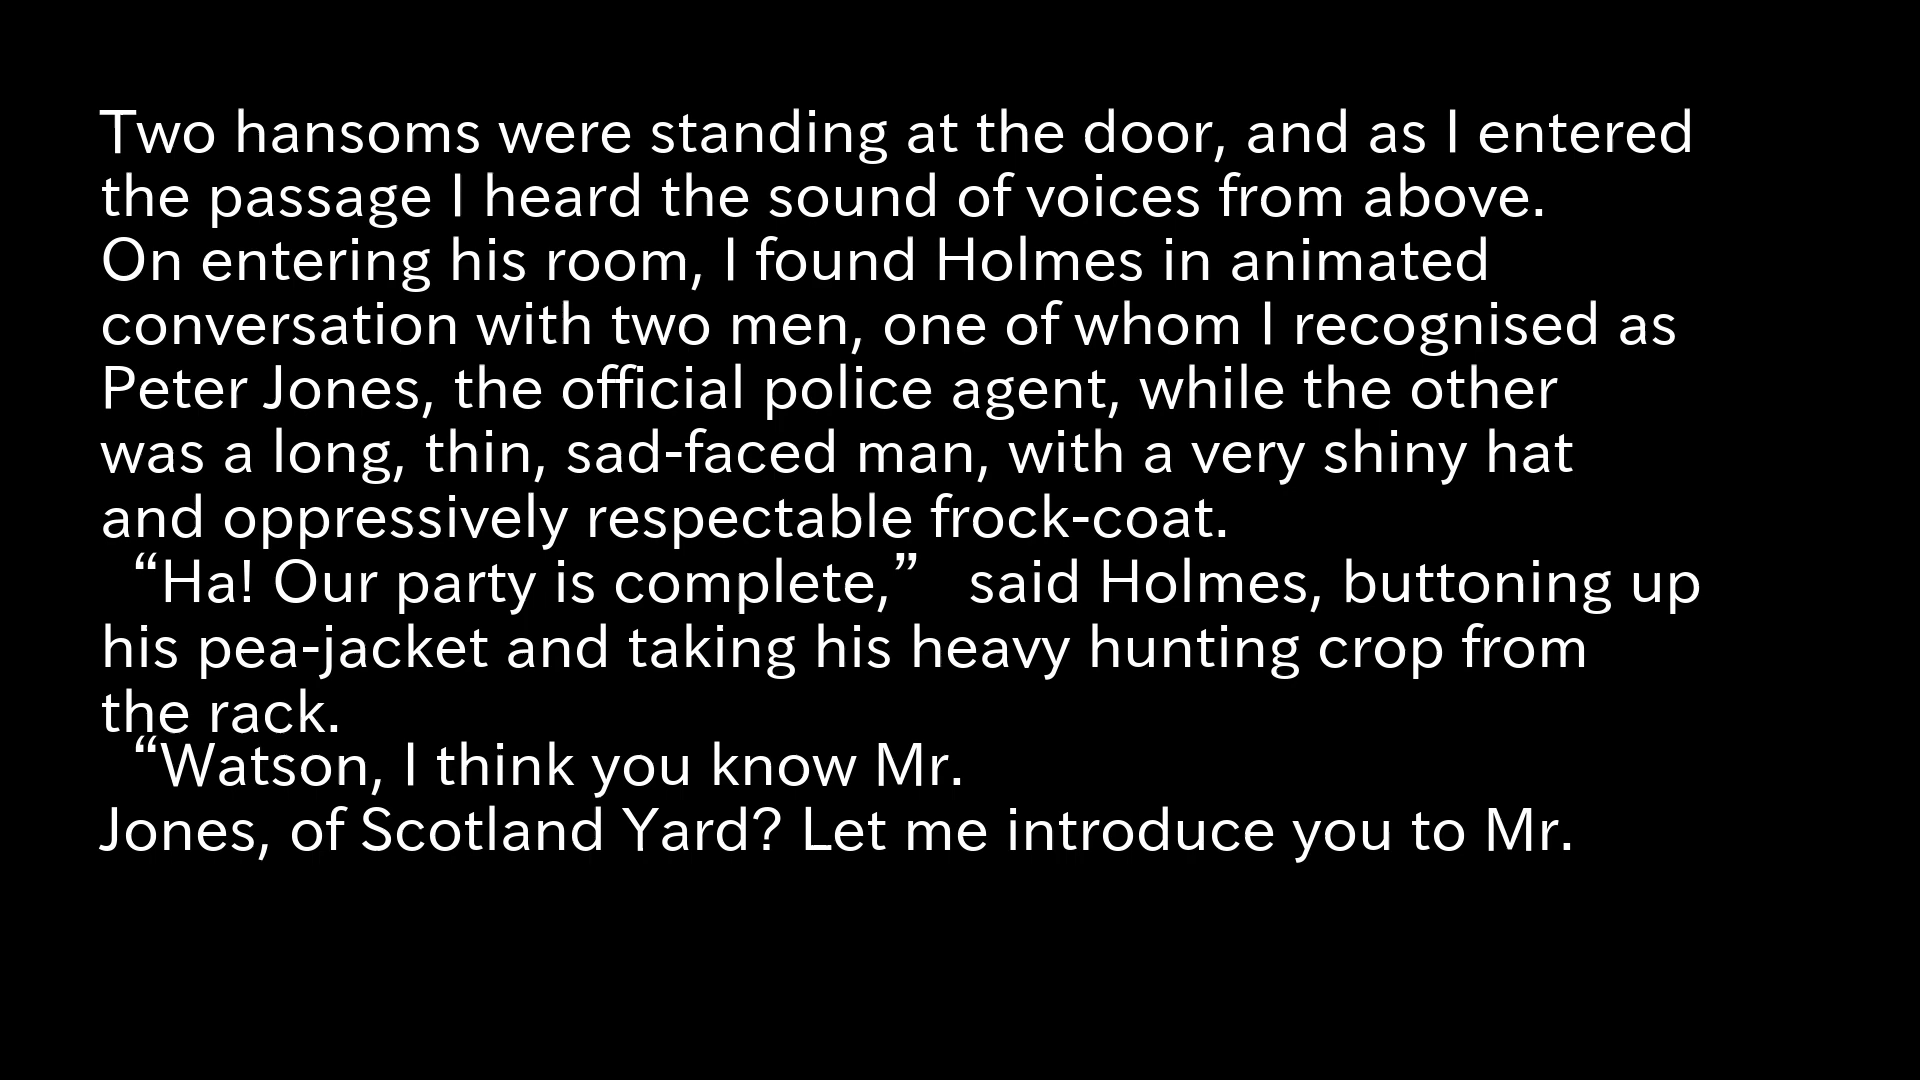 Two hansoms were standing at the door, and as I entered
the passage I heard the sound of voices from above.
On entering his room, I found Holmes in animated
conversation with two men, one of whom I recognised as
Peter Jones, the official police agent, while the other
was a long, thin, sad-faced man, with a very shiny hat
and oppressively respectable frock-coat.
“Ha! Our party is complete,” said Holmes, buttoning up
his pea-jacket and taking his heavy hunting crop from
the rack.
“Watson, I think you know Mr.
Jones, of Scotland Yard? Let me introduce you to Mr.